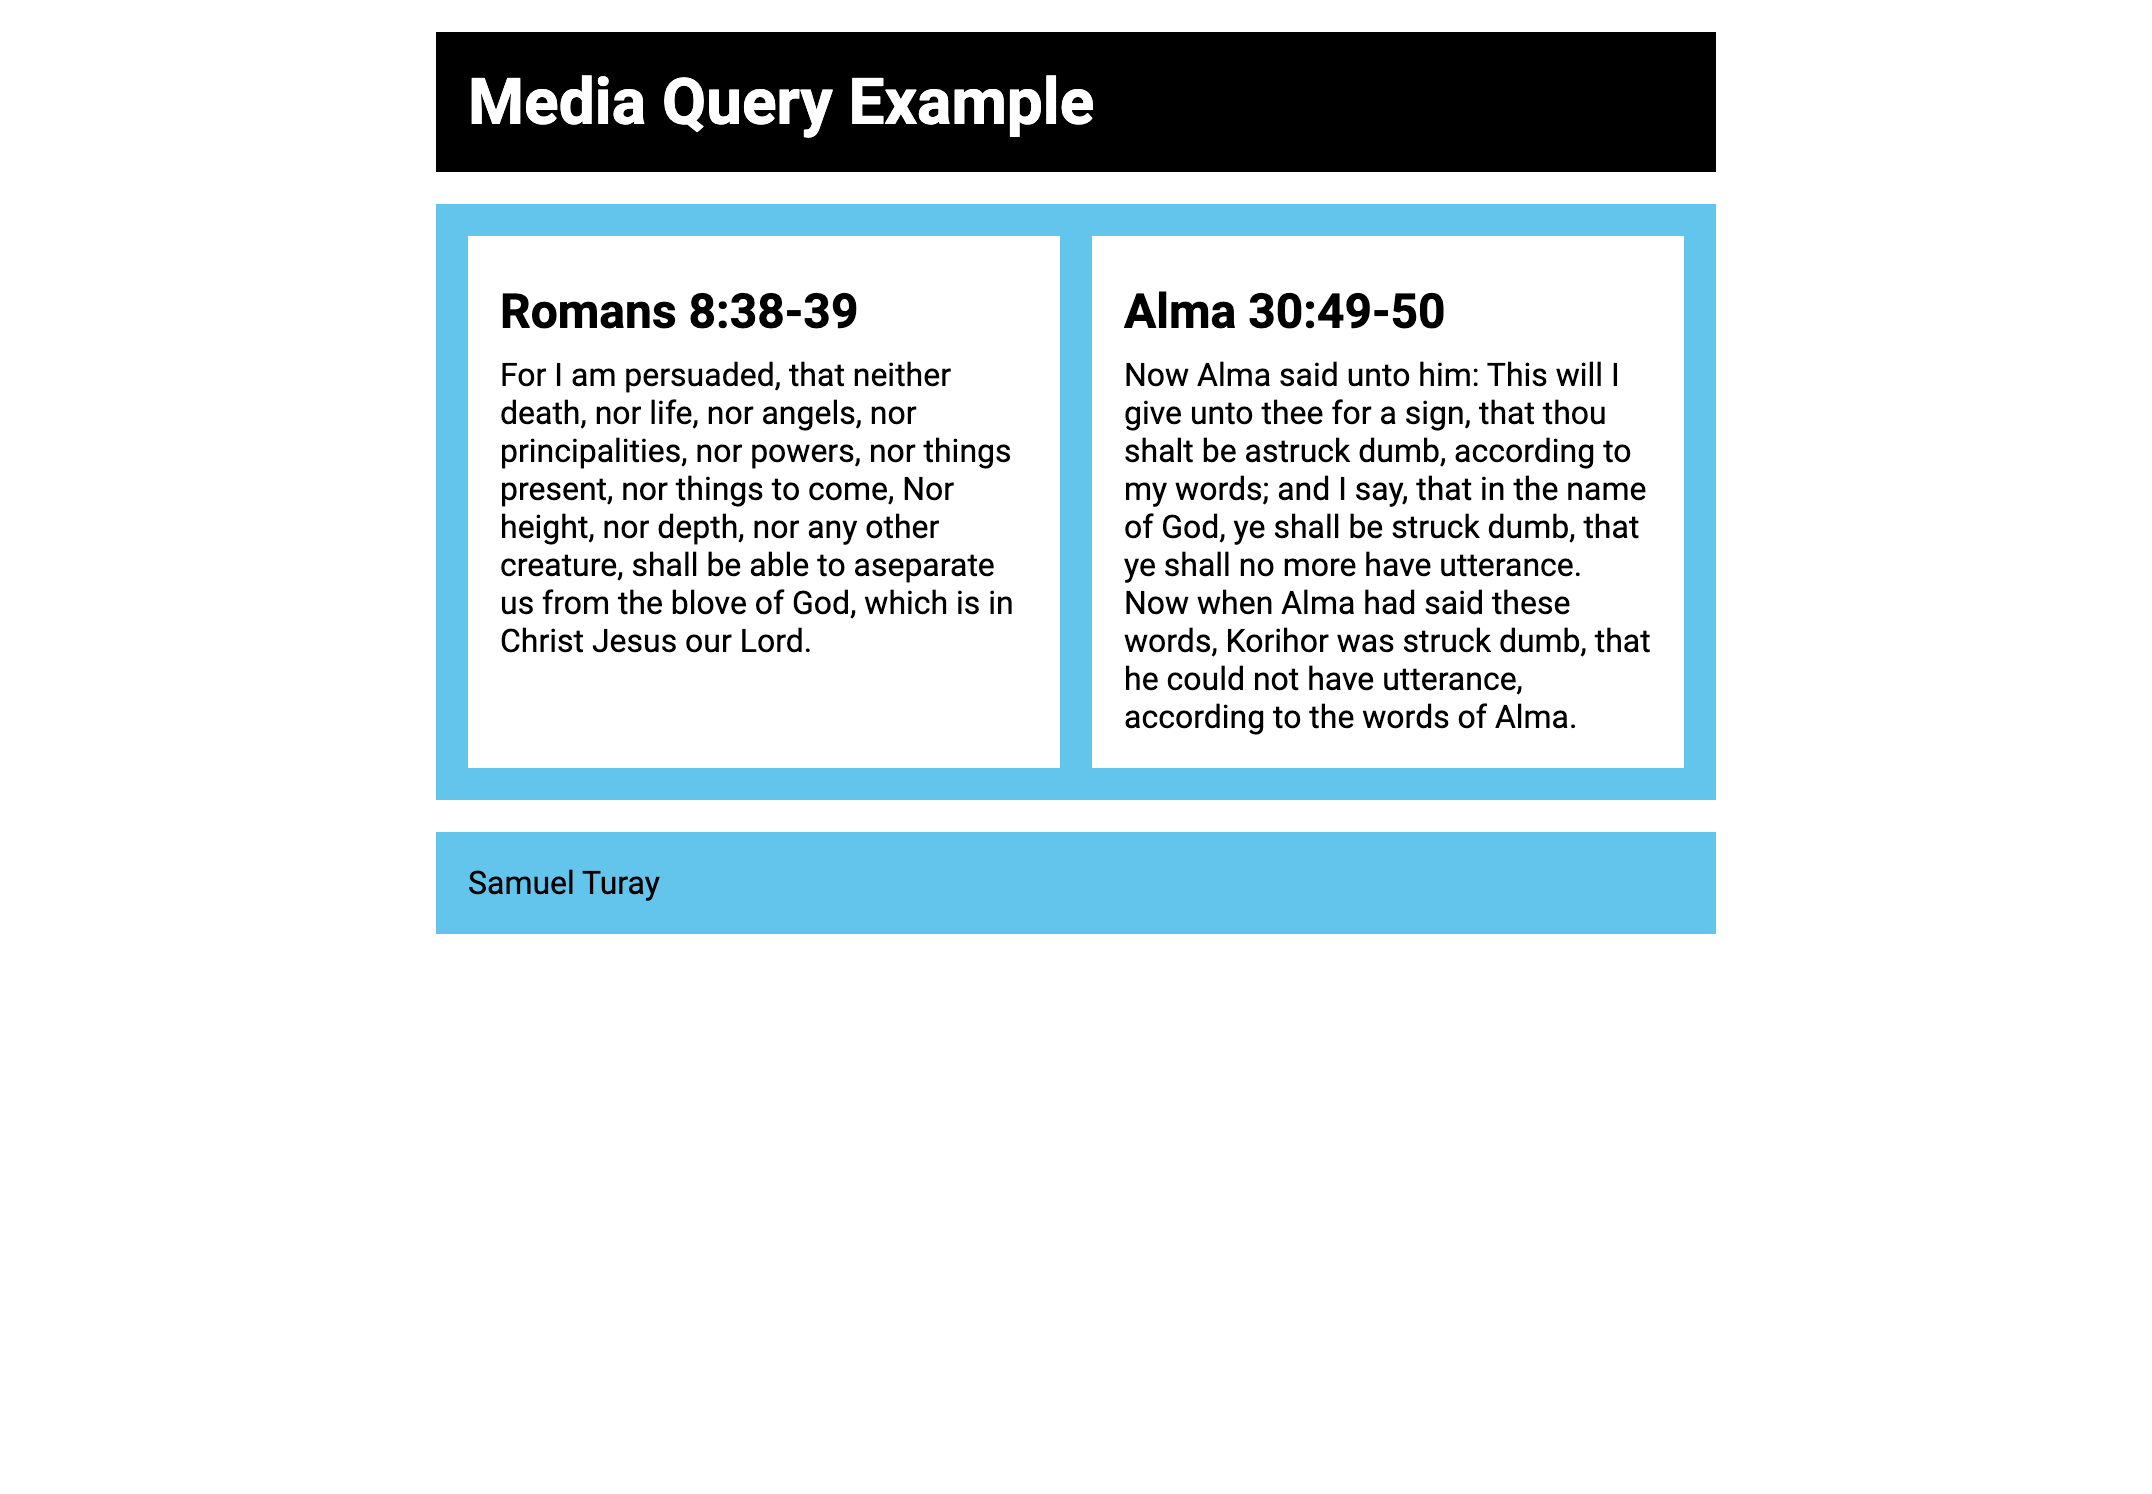 Media Query Example
Romans 8:38-39
For I am persuaded, that neither
death, nor life, nor angels, nor
principalities, nor powers, nor things
present, nor things to come, Nor
height, nor depth, nor any other
creature, shall be able to aseparate
us from the blove of God, which is in
Christ Jesus our Lord.
Alma 30:49-50
Now Alma said unto him: This will I
give unto thee for a sign, that thou
shalt be astruck dumb, according to
my words; and I say, that in the name
of God, ye shall be struck dumb, that
ye shall no more have utterance.
Now when Alma had said these
words, Korihor was struck dumb, that
he could not have utterance,
according to the words of Alma.
Samuel Turay